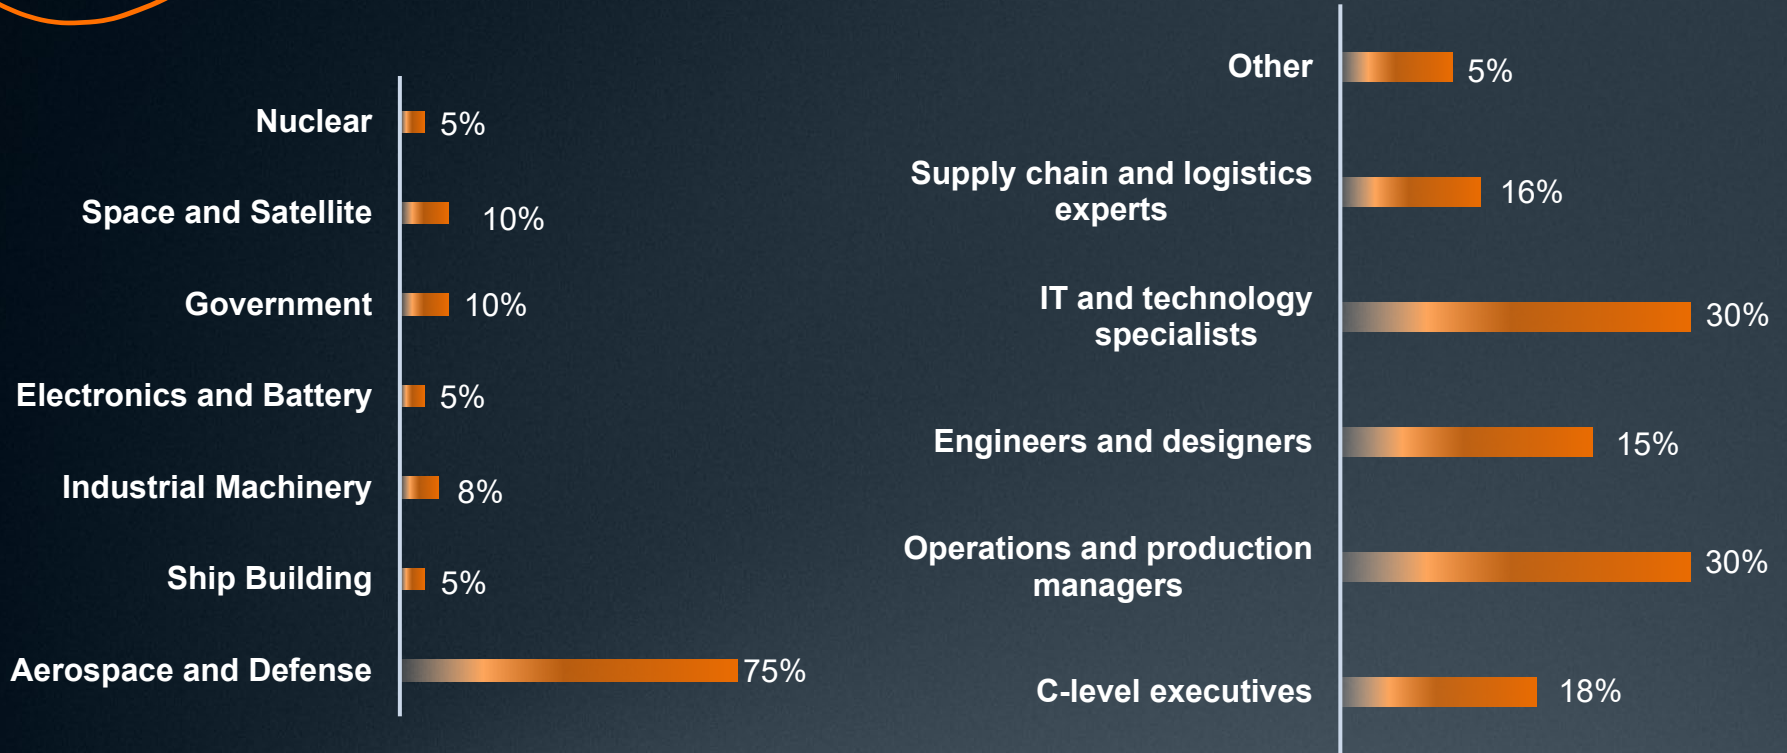 Nuclear 5%
Space and Satellite 10%
Government 10%
Electronics and Battery 5%
Industrial Machinery 8%
Ship Building 5%
Aerospace and Defense 75%
Other 5%
Supply chain and logistics
experts 16%
IT and technology
specialists 30%
Engineers and designers 15%
Operations and production
managers 30%
C-level executives 18%